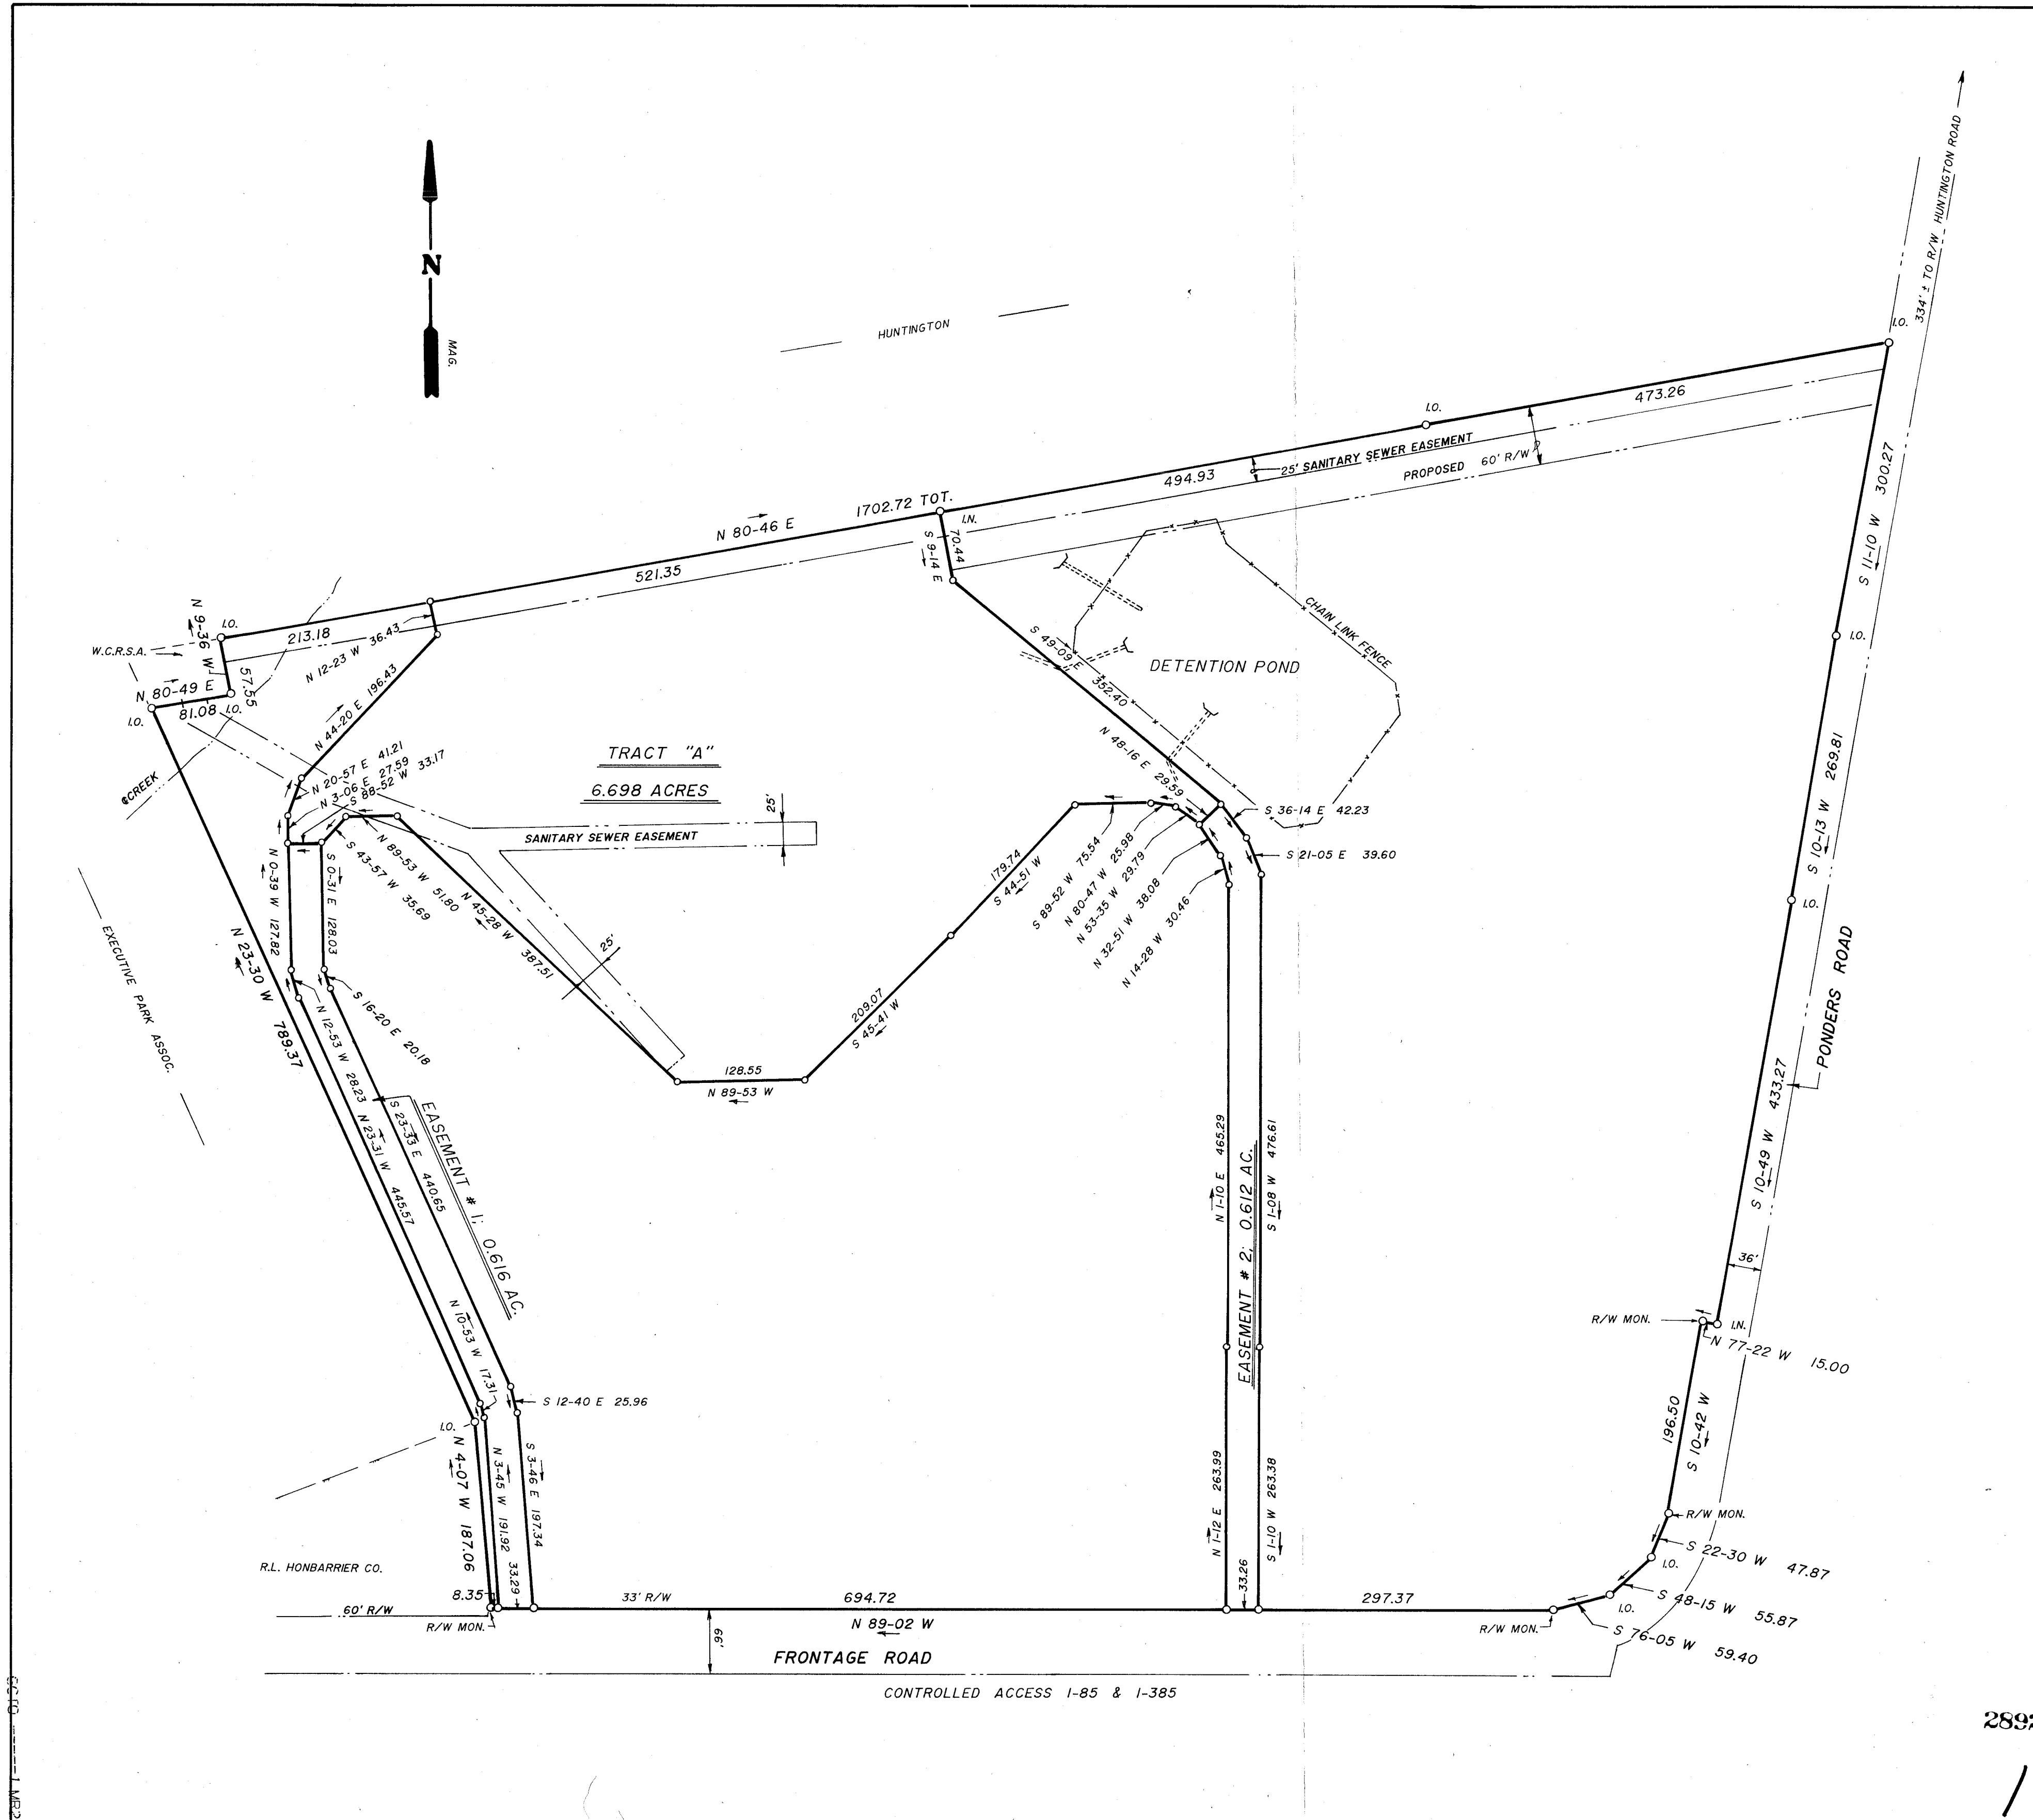 334' ± TO R/W HUNTINGTON ROAD
N
MAG.
HUNTINGTON
I.O.
I.O.
473.26
25' SANITARY SEWER EASEMENT
PROPOSED 60' R/W
494.93
S 11-10 W 300.27
1702.72 TOT.
N 80-46 E
I.N.
S 9-14 E
70.44
521.35
CHAIN LINK FENCE
N 9-36 W
57.55
I.O.
213.18
N 12-23 W 36.43
W.C.R.S.A.
I.O.
S 49-09 E
352.40
DETENTION POND
N 80-49 E
81.08
I.O.
I.O.
N 44-20 E 196.43
TRACT "A"
6.698 ACRES
N 48-16 E 29.59
S 10-13 W 269.81
₵CREEK
N 20-57 E 41.21
N 3-06 E 27.59
S 88-52 W 33.17
25'
SANITARY SEWER EASEMENT
S 36-14 E 42.23
S 21-05 E 39.60
N 0-39 W 127.82
S 0-31 E 128.03
S 43-57 W 35.69
N 89-53 W 51.80
N 45-28 W 387.51
25'
179.74
S 44-51 W
S 89-52 W 75.54
N 80-47 W 25.98
N 53-35 W 29.79
N 32-51 W 38.08
N 14-28 W 30.46
I.O.
EXECUTIVE PARK ASSOC.
N 23-30 W 789.37
N 12-53 W 28.23
S 16-20 E 20.18
209.07
S 45-41 W
128.55
N 89-53 W
PONDERS ROAD
S 10-49 W 433.27
N 23-31 W 445.57
S 23-33 E 440.65
EASEMENT # 1; 0.616 AC.
N 1-10 E 465.29
EASEMENT # 2; 0.612 AC.
S 1-08 W 476.61
36'
R/W MON.
I.N.
N 77-22 W 15.00
N 10-53 W 17.31
S 12-40 E 25.96
I.O.
196.50
S 10-42 W
N 4-07 W 187.06
N 3-45 W 191.92
S 3-46 E 197.34
N 1-12 E 263.99
S 1-10 W 263.38
R/W MON.
S 22-30 W 47.87
I.O.
R.L. HONBARRIER CO.
8.35
33.29
33' R/W
694.72
33.26
297.37
S 48-15 W 55.87
I.O.
60' R/W
R/W MON.
N 89-02 W
R/W MON.
S 76-05 W 59.40
66'
FRONTAGE ROAD
CONTROLLED ACCESS I-85 & I-385
289